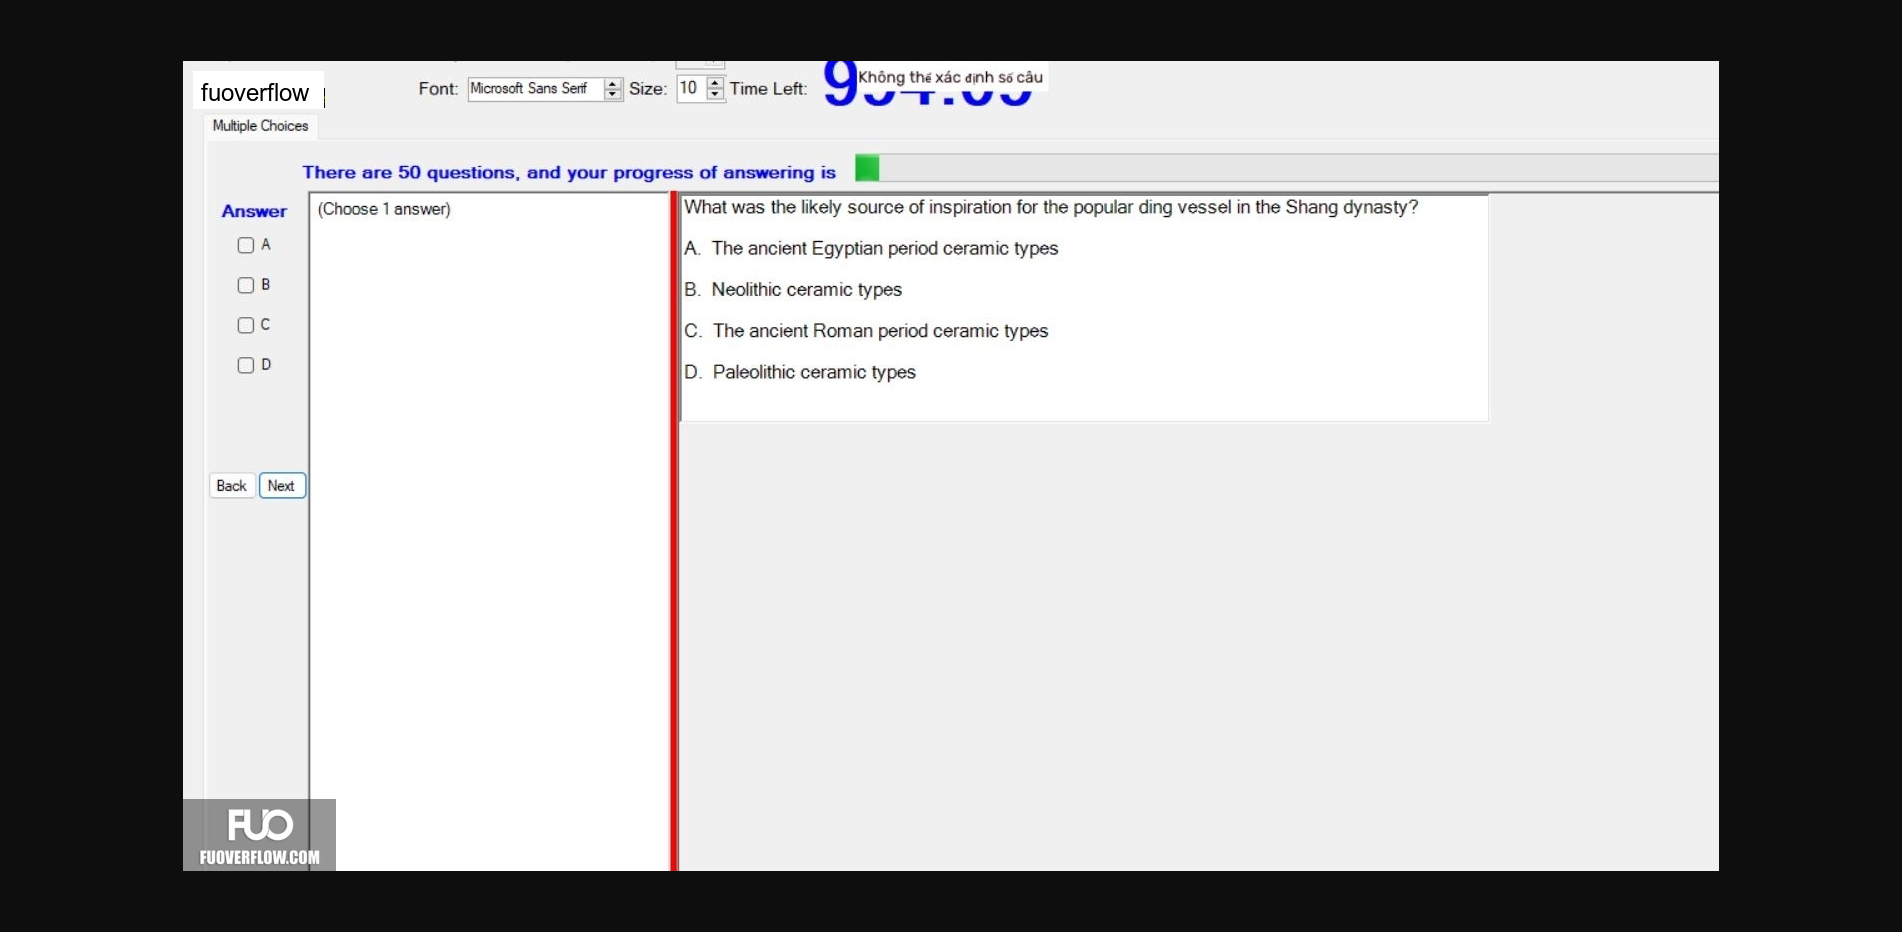 fuoverflow
Font: Microsoft Sans Serif Size: 10 Time Left:
Không thể xác định số câu
Multiple Choices
There are 50 questions, and your progress of answering is
Answer
(Choose 1 answer)
A
B
C
D
Back Next
What was the likely source of inspiration for the popular ding vessel in the Shang dynasty?
A. The ancient Egyptian period ceramic types
B. Neolithic ceramic types
C. The ancient Roman period ceramic types
D. Paleolithic ceramic types
FUO
FUOVERFLOW.COM